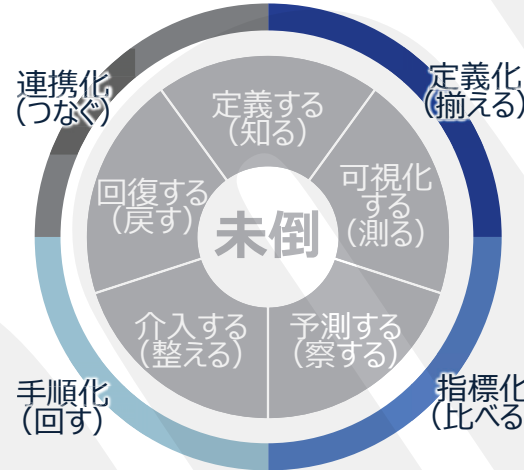 連携化
(つなぐ)
定義化
(揃える)
定義する
(知る)
可視化
する
(測る)
回復する
(戻す)
未倒
介入する
(整える)
予測する
(察する)
手順化
(回す)
指標化
(比べる